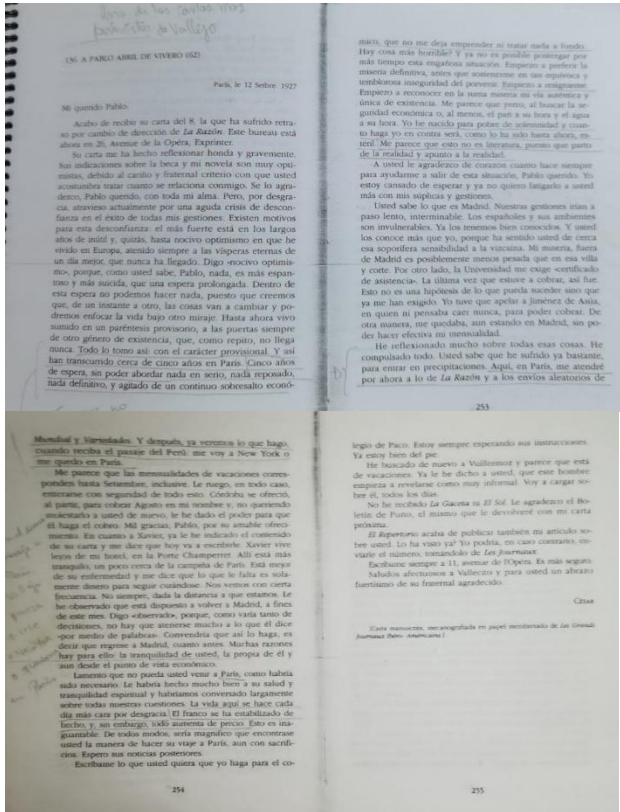 136. A PABLO ABRIL DE VIVERO (62)
París, le 12 Setbre. 1927
Mi querido Pablo:
Acabo de recibir su carta del 8, la que ha sufrido retra-
so por cambio de dirección de La Razón. Este bureau está
ahora en 26, Avenue de la Opéra, Exprinter.
Su carta me ha hecho reflexionar honda y gravemente.
Sus indicaciones sobre la beca y mi novela son muy opti-
mistas, debido al cariño y fraternal criterio con que usted
acostumbra tratar cuanto se relaciona conmigo. Se lo agra-
dezco, Pablo querido, con toda mi alma. Pero, por desgra-
cia, atravieso actualmente por una aguda crisis de descon-
fianza en el éxito de todas mis gestiones. Existen motivos
para esta desconfianza: el más fuerte está en los largos
años de inútil y, quizás, hasta nocivo optimismo en que he
vivido en Europa, atenido siempre a las vísperas eternas de
un día mejor, que nunca ha llegado. Digo «nocivo optimis-
mo», porque, como usted sabe, Pablo, nada, es más espan-
toso y más suicida, que una espera prolongada. Dentro de
esta espera no podemos hacer nada, puesto que creemos
que, de un instante a otro, las cosas van a cambiar y po-
dremos enfocar la vida bajo otro miraje. Hasta ahora vivo
sumido en un paréntesis provisorio, a las puertas siempre
de otro género de existencia, que, como repito, no llega
nunca. Todo lo tomo así: con el carácter provisional. Y así
han transcurrido cerca de cinco años en París. Cinco años
de espera, sin poder abordar nada en serio, nada reposado,
nada definitivo, y agitado de un continuo sobresalto econó-
mico, que no me deja emprender ni tratar nada a fondo.
Hay cosa más horrible? Y ya no es posible postergar por
más tiempo esta engañosa situación. Empiezo a preferir la
miseria definitiva, antes que sostenerme en tan equívoca y
temblorosa inseguridad del porvenir. Empiezo a resignarme.
Empiezo a reconocer en la suma miseria mi vía auténtica y
única de existencia. Me parece que yerro, al buscar la se-
guridad económica o, al menos, el pan a su hora y el agua
a su hora. Yo he nacido para pobre de solemnidad y cuan-
to haga yo en contra será, como lo ha sido hasta ahora, es-
téril. Me parece que esto no es literatura, puesto que parto
de la realidad y apunto a la realidad.
A usted le agradezco de corazón cuanto hace siempre
para ayudarme a salir de esta situación, Pablo querido. Yo
estoy cansado de esperar y ya no quiero fatigarlo a usted
más con mis súplicas y gestiones.
Usted sabe lo que es Madrid. Nuestras gestiones irían a
paso lento, interminable. Los españoles y sus ambientes
son invulnerables. Ya los tenemos bien conocidos. Y usted
los conoce más que yo, porque ha sentido usted de cerca
esa soporífera sensibilidad a la vizcaína. Mi miseria, fuera
de Madrid es posiblemente menos pesada que en esa villa
y corte. Por otro lado, la Universidad me exige «certificado
de asistencia». La última vez que estuve a cobrar, así fue.
Esto no es una hipótesis de lo que pueda suceder sino que
ya me han exigido. Yo tuve que apelar a Jiménez de Asúa,
en quien ni pensaba caer nunca, para poder cobrar. De
otra manera, me quedaba, aun estando en Madrid, sin po-
der hacer efectiva mi mensualidad.
He reflexionado mucho sobre todas esas cosas. He
compulsado todo. Usted sabe que he sufrido ya bastante,
para entrar en precipitaciones. Aquí, en París, me atendré
por ahora a lo de La Razón y a los envíos aleatorios de
253
Mundial y Variedades. Y después, ya veremos lo que hago,
cuando reciba el pasaje del Perú: me voy a New York o
me quedo en París.
Me parece que las mensualidades de vacaciones corres-
ponden hasta Setiembre, inclusive. Le ruego, en todo caso,
enterarse con seguridad de todo esto. Córdoba se ofreció,
al partir, para cobrar Agosto en mi nombre y, no queriendo
molestarlo a usted de nuevo, le he dado el poder para que
él haga el cobro. Mil gracias, Pablo, por su amable ofreci-
miento. En cuanto a Xavier, ya le he indicado el contenido
de su carta y me dice que hoy va a escribirle. Xavier vive
lejos de mi hotel, en la Porte Champerret. Allí está más
tranquilo, un poco cerca de la campiña de París. Está mejor
de su enfermedad y me dice que lo que le falta es sola-
mente dinero para seguir curándose. Nos vemos con cierta
frecuencia. No siempre, dada la distancia a que estamos. Le
he observado que está dispuesto a volver a Madrid, a fines
de este mes. Digo «observado», porque, como varía tanto de
decisiones, no hay que atenerse mucho a lo que él dice
«por medio de palabras». Convendría que así lo haga, es
decir que regrese a Madrid, cuanto antes. Muchas razones
hay para ello: la tranquilidad de usted, la propia de él y
aun desde el punto de vista económico.
Lamento que no pueda usted venir a París, como habría
sido necesario. Le habría hecho mucho bien a su salud y
tranquilidad espiritual y habríamos conversado largamente
sobre todas nuestras cuestiones. La vida aquí se hace cada
día más cara por desgracia. El franco se ha estabilizado de
hecho, y, sin embargo, todo aumenta de precio. Esto es ina-
guantable. De todos modos, sería magnífico que encontrase
usted la manera de hacer su viaje a París, aun con sacrifi-
cios. Espero sus noticias posteriores.
Escríbame lo que usted quiera que yo haga para el co-
254
legio de Paco. Estoy siempre esperando sus instrucciones.
Ya estoy bien del pie.
He buscado de nuevo a Vuillermoz y parece que está
de vacaciones. Ya le he dicho a usted, que este hombre
empieza a revelarse como muy informal. Voy a cargar so-
bre él, todos los días.
No he recibido La Gaceta ni El Sol. Le agradezco el Bo-
letín de Puno, el mismo que le devolveré con mi carta
próxima.
El Repertorio acaba de publicar también mi artículo so-
bre usted. Lo ha visto ya? Yo podría, en caso contrario, en-
viarle el número, tomándolo de Les Journaux.
Escríbame siempre a 11, avenue de l'Opéra. Es más seguro.
Saludos afectuosos a Vallecito y para usted un abrazo
fuertísimo de su fraternal agradecido.
CÉSAR
[Carta manuscrita, mecanografiada en papel membretado de Les Grands
Journaux Ibéro-Américains.]
255